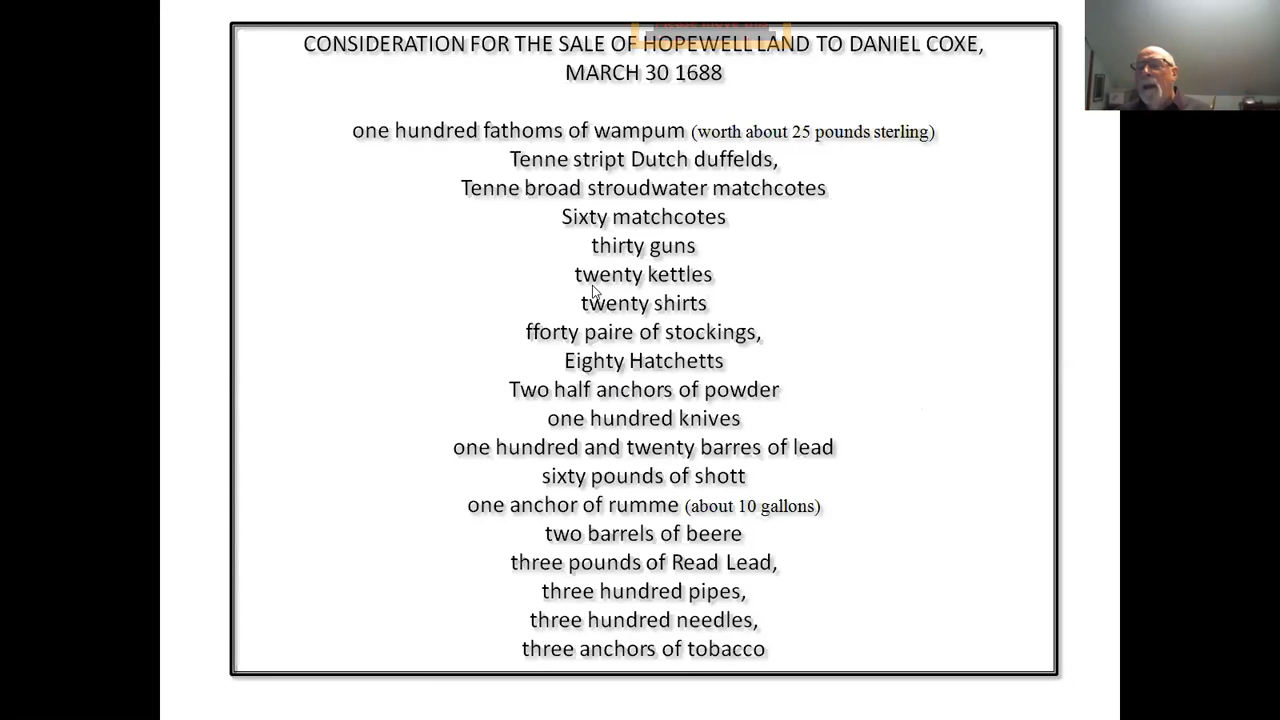 CONSIDERATION FOR THE SALE OF HOPEWELL LAND TO DANIEL COXE,
MARCH 30 1688
one hundred fathoms of wampum (worth about 25 pounds sterling)
Tenne stript Dutch duffelds,
Tenne broad stroudwater matchcotes
Sixty matchcotes
thirty guns
twenty kettles
twenty shirts
fforty paire of stockings,
Eighty Hatchetts
Two half anchors of powder
one hundred knives
one hundred and twenty barres of lead
sixty pounds of shott
one anchor of rumme (about 10 gallons)
two barrels of beere
three pounds of Read Lead,
three hundred pipes,
three hundred needles,
three anchors of tobacco